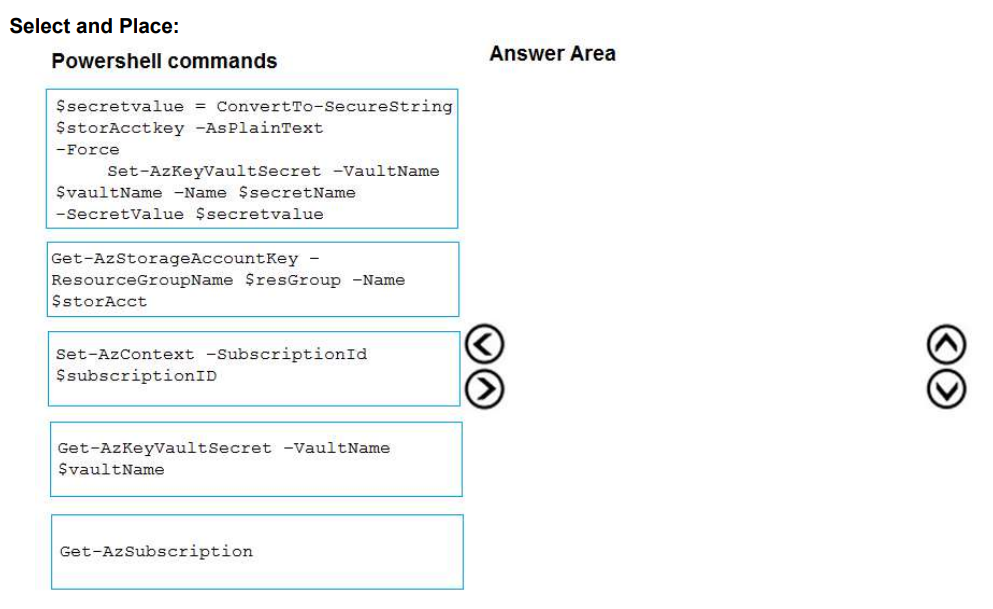 Select and Place:
Powershell commands
Answer Area
$secretvalue = ConvertTo-SecureString
$storAcctkey -AsPlainText
-Force
Set-AzKeyVaultSecret -VaultName
$vaultName -Name $secretName
-SecretValue $secretvalue
Get-AzStorageAccountKey -
ResourceGroupName $resGroup -Name
$storAcct
Set-AzContext -SubscriptionId
$subscriptionID
Get-AzKeyVaultSecret -VaultName
$vaultName
Get-AzSubscription